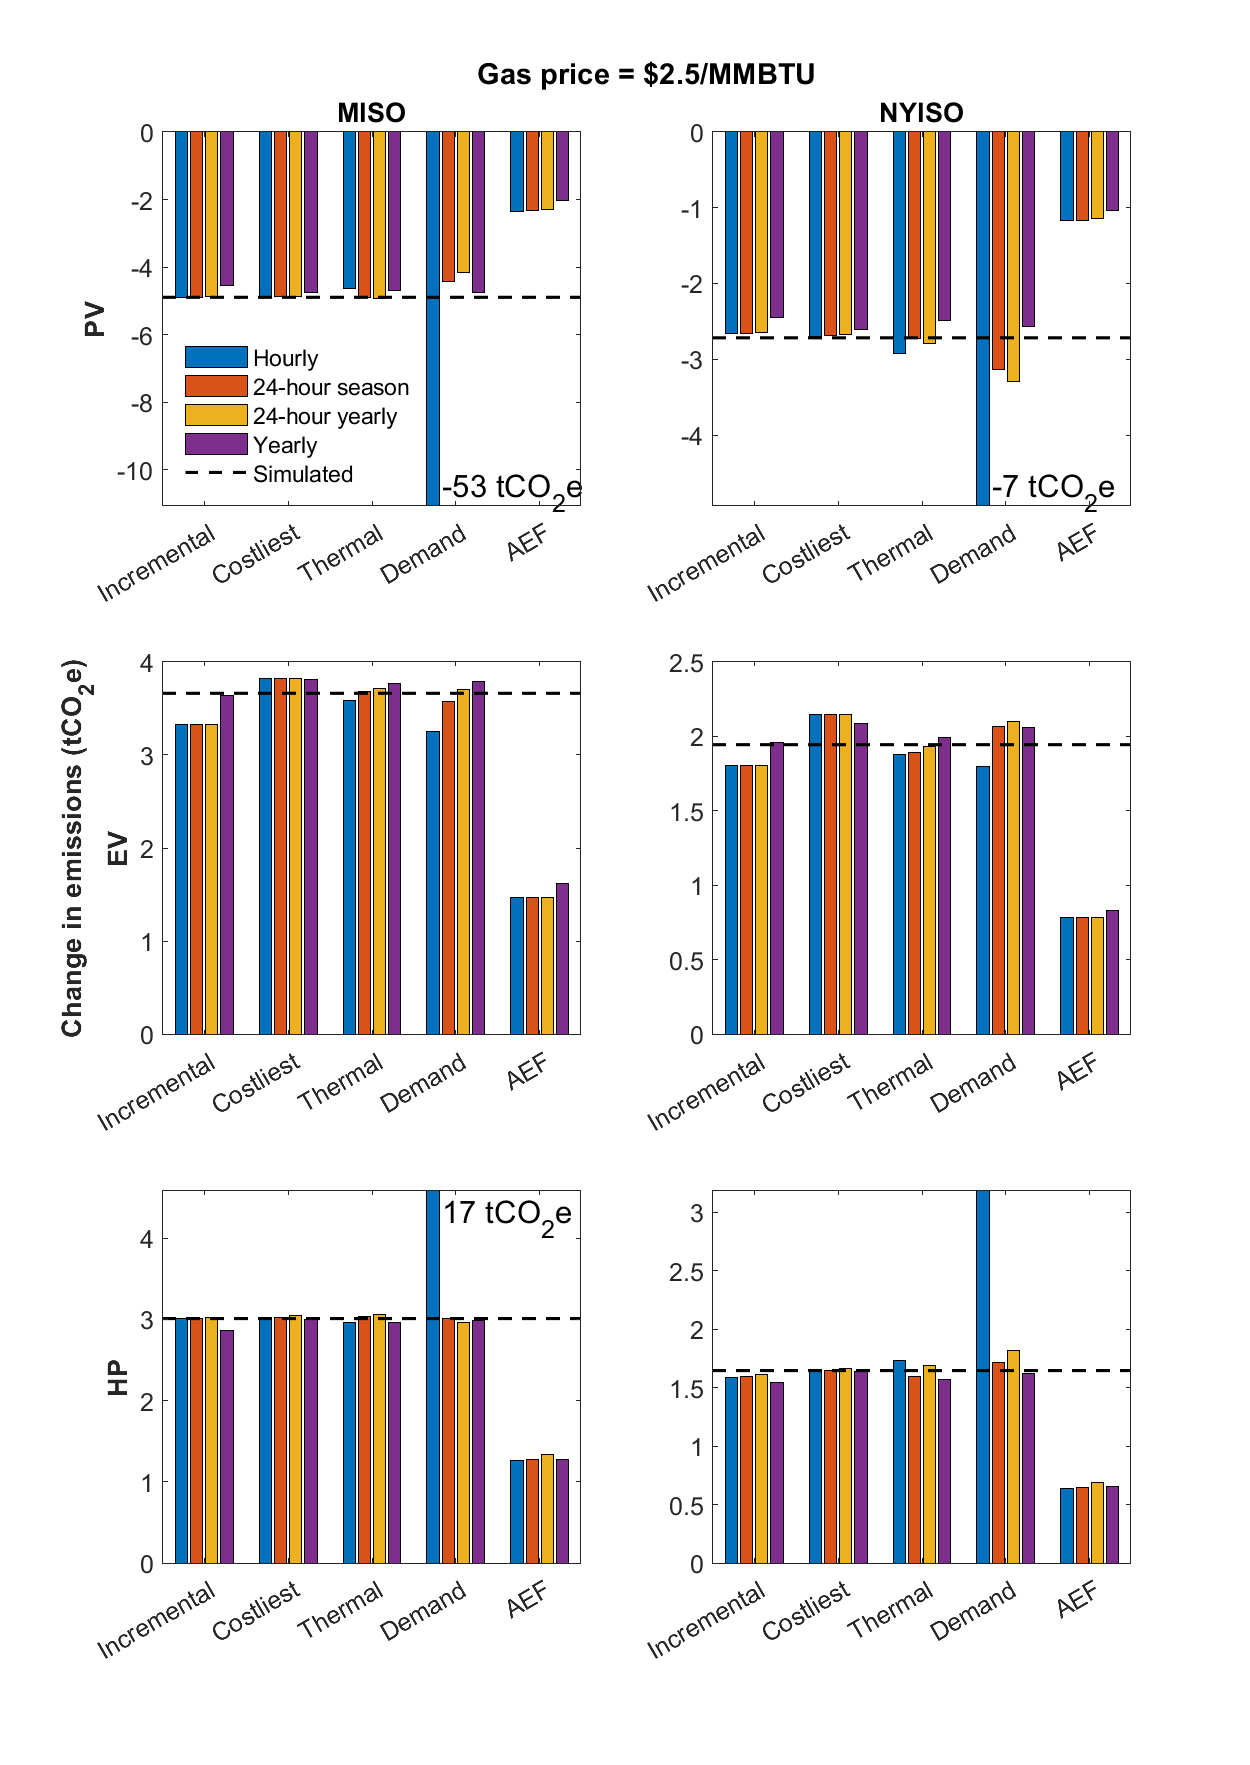 Gas price = $2.5/MMBTU
MISO
0
-2
-4
-6
-8
-10
PV
Hourly
24-hour season
24-hour yearly
Yearly
Simulated
-53 tCO2e
Incremental
Costliest
Thermal
Demand
AEF
NYISO
0
-1
-2
-3
-4
-7 tCO2e
Incremental
Costliest
Thermal
Demand
AEF
Change in emissions (tCO2e)
EV
4
3
2
1
0
Incremental
Costliest
Thermal
Demand
AEF
2.5
2
1.5
1
0.5
0
Incremental
Costliest
Thermal
Demand
AEF
HP
4
3
2
1
0
17 tCO2e
Incremental
Costliest
Thermal
Demand
AEF
3
2.5
2
1.5
1
0.5
0
Incremental
Costliest
Thermal
Demand
AEF